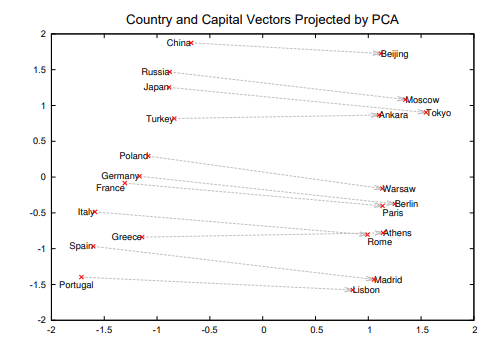 Country and Capital Vectors Projected by PCA
2
China
Beijing
1.5
Russia
Japan
Moscow
1
Turkey
Ankara
Tokyo
0.5
Poland
0
Germany
France
Warsaw
Berlin
Paris
-0.5
Italy
Greece
Athens
Rome
-1
Spain
Madrid
Portugal
Lisbon
-1.5
-2
-2 -1.5 -1 -0.5 0 0.5 1 1.5 2